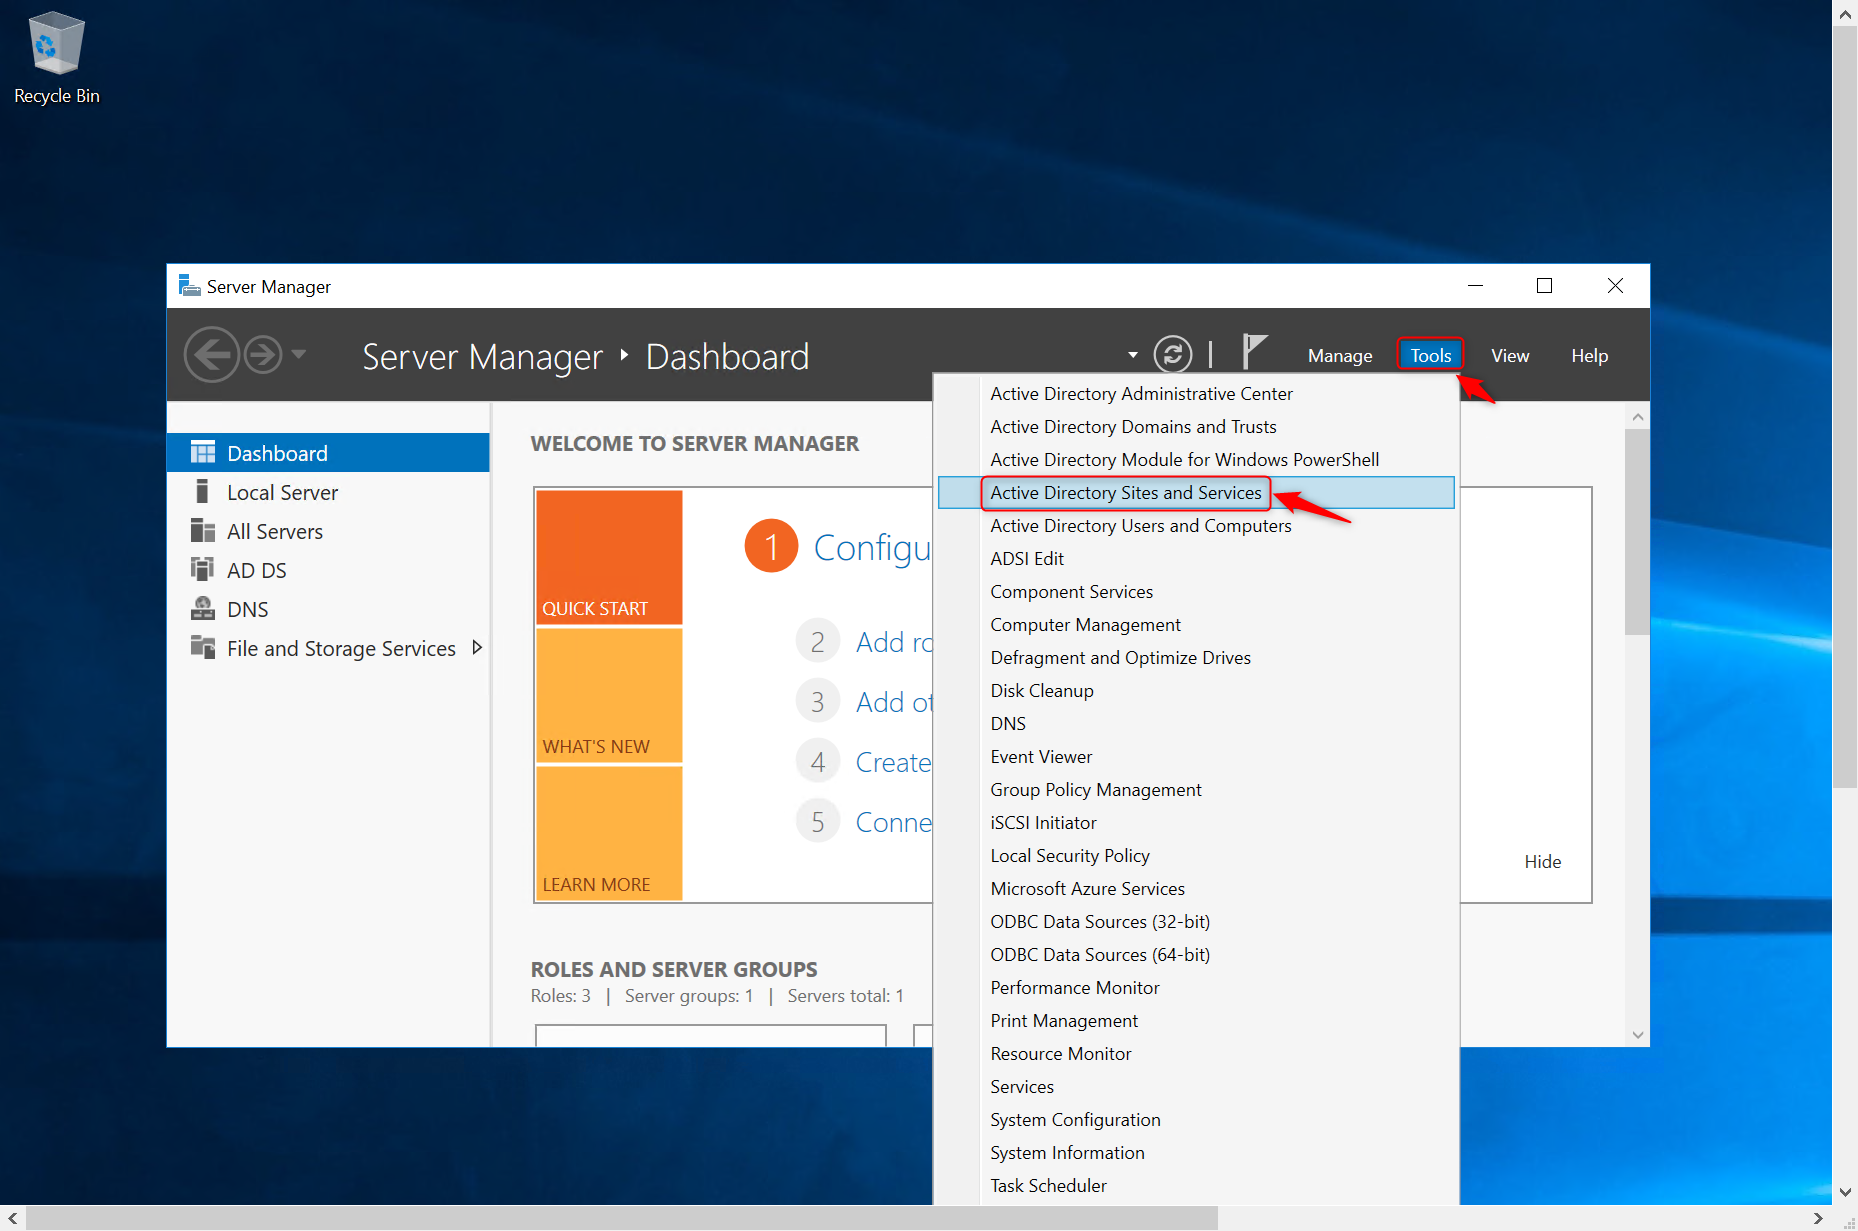 Recycle Bin
Server Manager
Server Manager Dashboard
Manage
Tools
View
Help
Dashboard
Local Server
All Servers
AD DS
DNS
File and Storage Services
WELCOME TO SERVER MANAGER
QUICK START
WHAT'S NEW
LEARN MORE
1 Configu
2 Add ro
3 Add ot
4 Create
5 Conne
Hide
ROLES AND SERVER GROUPS
Roles: 3 | Server groups: 1 | Servers total: 1
Active Directory Administrative Center
Active Directory Domains and Trusts
Active Directory Module for Windows PowerShell
Active Directory Sites and Services
Active Directory Users and Computers
ADSI Edit
Component Services
Computer Management
Defragment and Optimize Drives
Disk Cleanup
DNS
Event Viewer
Group Policy Management
iSCSI Initiator
Local Security Policy
Microsoft Azure Services
ODBC Data Sources (32-bit)
ODBC Data Sources (64-bit)
Performance Monitor
Print Management
Resource Monitor
Services
System Configuration
System Information
Task Scheduler